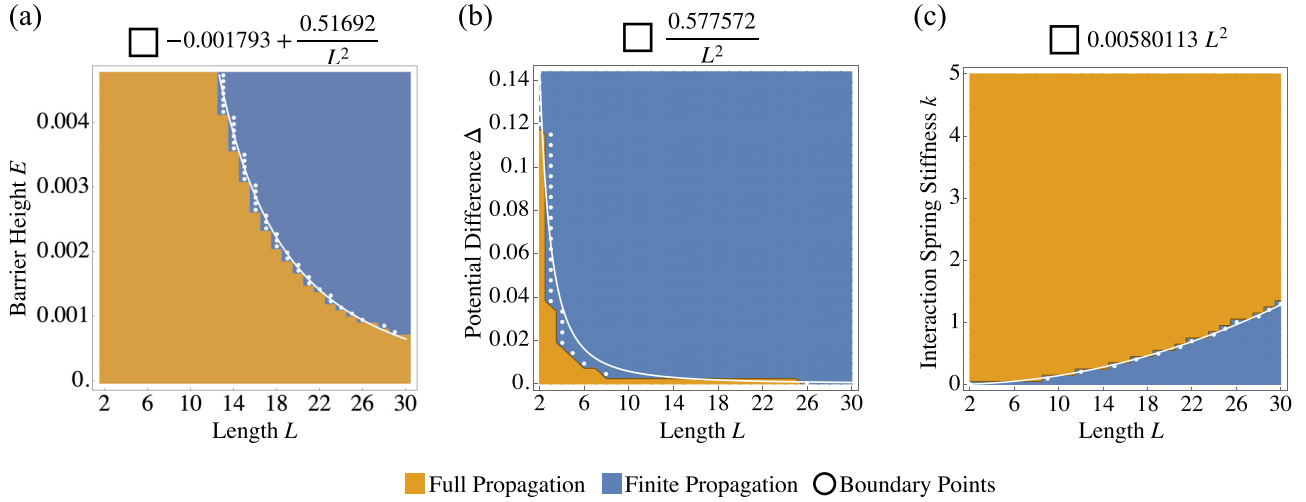 (a)
−0.001793 + 0.51692 / L²
Barrier Height E
0.004
0.003
0.002
0.001
0.
2 6 10 14 18 22 26 30
Length L
(b)
0.577572 / L²
Potential Difference Δ
0.14
0.12
0.1
0.08
0.06
0.04
0.02
0.
2 6 10 14 18 22 26 30
Length L
(c)
0.00580113 L²
Interaction Spring Stiffness k
5
4
3
2
1
0
2 6 10 14 18 22 26 30
Length L
Full Propagation Finite Propagation Boundary Points